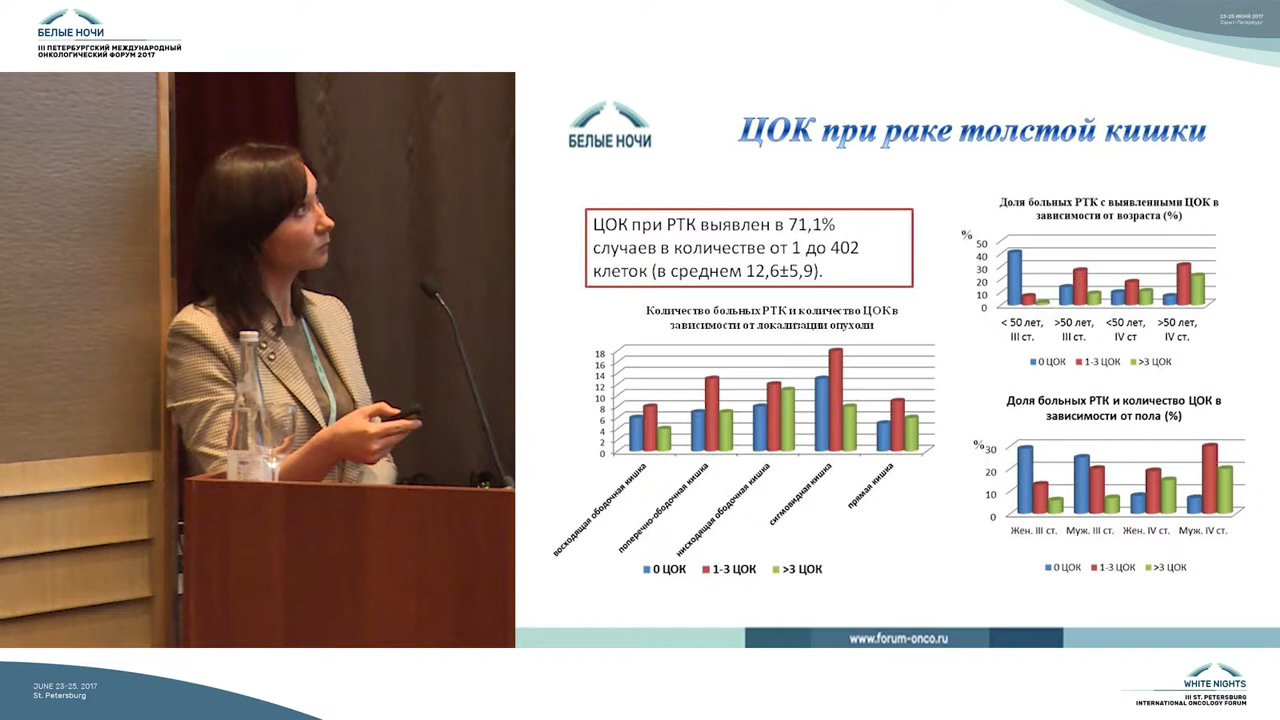 БЕЛЫЕ НОЧИ
III ПЕТЕРБУРГСКИЙ МЕЖДУНАРОДНЫЙ
ОНКОЛОГИЧЕСКИЙ ФОРУМ 2017
23-25 ИЮНЯ 2017
Санкт-Петербург
БЕЛЫЕ НОЧИ
ЦОК при раке толстой кишки
ЦОК при РТК выявлен в 71,1%
случаев в количестве от 1 до 402
клеток (в среднем 12,6±5,9).
Количество больных РТК и количество ЦОК в
зависимости от локализации опухоли
18
16
14
12
10
8
6
4
2
0
восходящая ободочная кишка
поперечно-ободочная кишка
нисходящая ободочная кишка
сигмовидная кишка
прямая кишка
0 ЦОК 1-3 ЦОК >3 ЦОК
Доля больных РТК с выявленными ЦОК в
зависимости от возраста (%)
%
50
40
30
20
10
0
< 50 лет, >50 лет, <50 лет, >50 лет,
III ст. III ст. IV ст IV ст.
0 ЦОК 1-3 ЦОК >3 ЦОК
Доля больных РТК и количество ЦОК в
зависимости от пола (%)
%
30
20
10
0
Жен. III ст. Муж. III ст. Жен. IV ст. Муж. IV ст.
0 ЦОК 1-3 ЦОК >3 ЦОК
www.forum-onco.ru
JUNE 23-25. 2017
St. Petersburg
WHITE NIGHTS
III ST. PETERSBURG
INTERNATIONAL ONCOLOGY FORUM